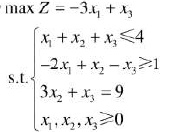 max Z = −3x₁ + x₃
x₁ + x₂ + x₃ ⩽ 4
−2x₁ + x₂ − x₃ ⩾ 1
s.t.
3x₂ + x₃ = 9
x₁, x₂, x₃ ⩾ 0